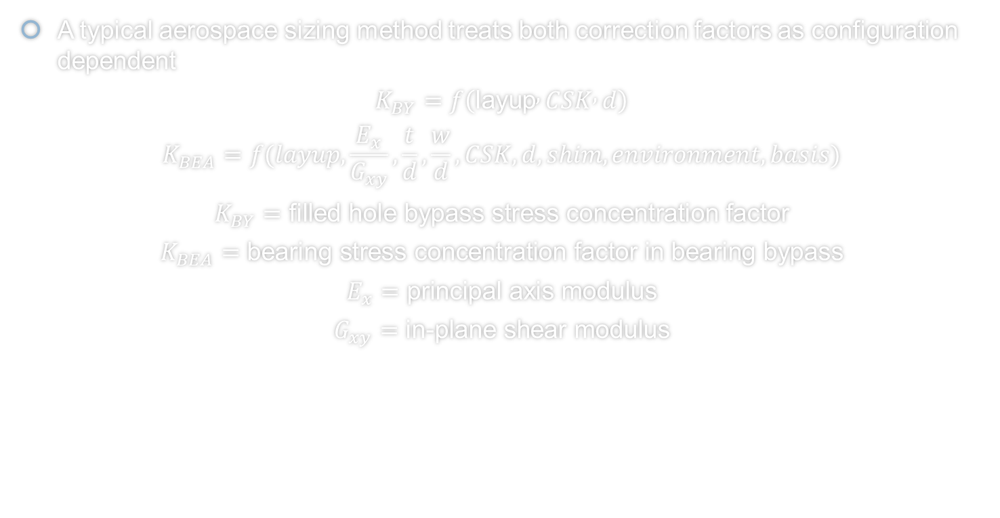 A typical aerospace sizing method treats both correction factors as configuration
dependent
K_BY = f(layup, CSK, d)
K_BEA = f(layup, E_x/G_xy, t/d, w/d, CSK, d, shim, environment, basis)
K_BY = filled hole bypass stress concentration factor
K_BEA = bearing stress concentration factor in bearing bypass
E_x = principal axis modulus
G_xy = in-plane shear modulus